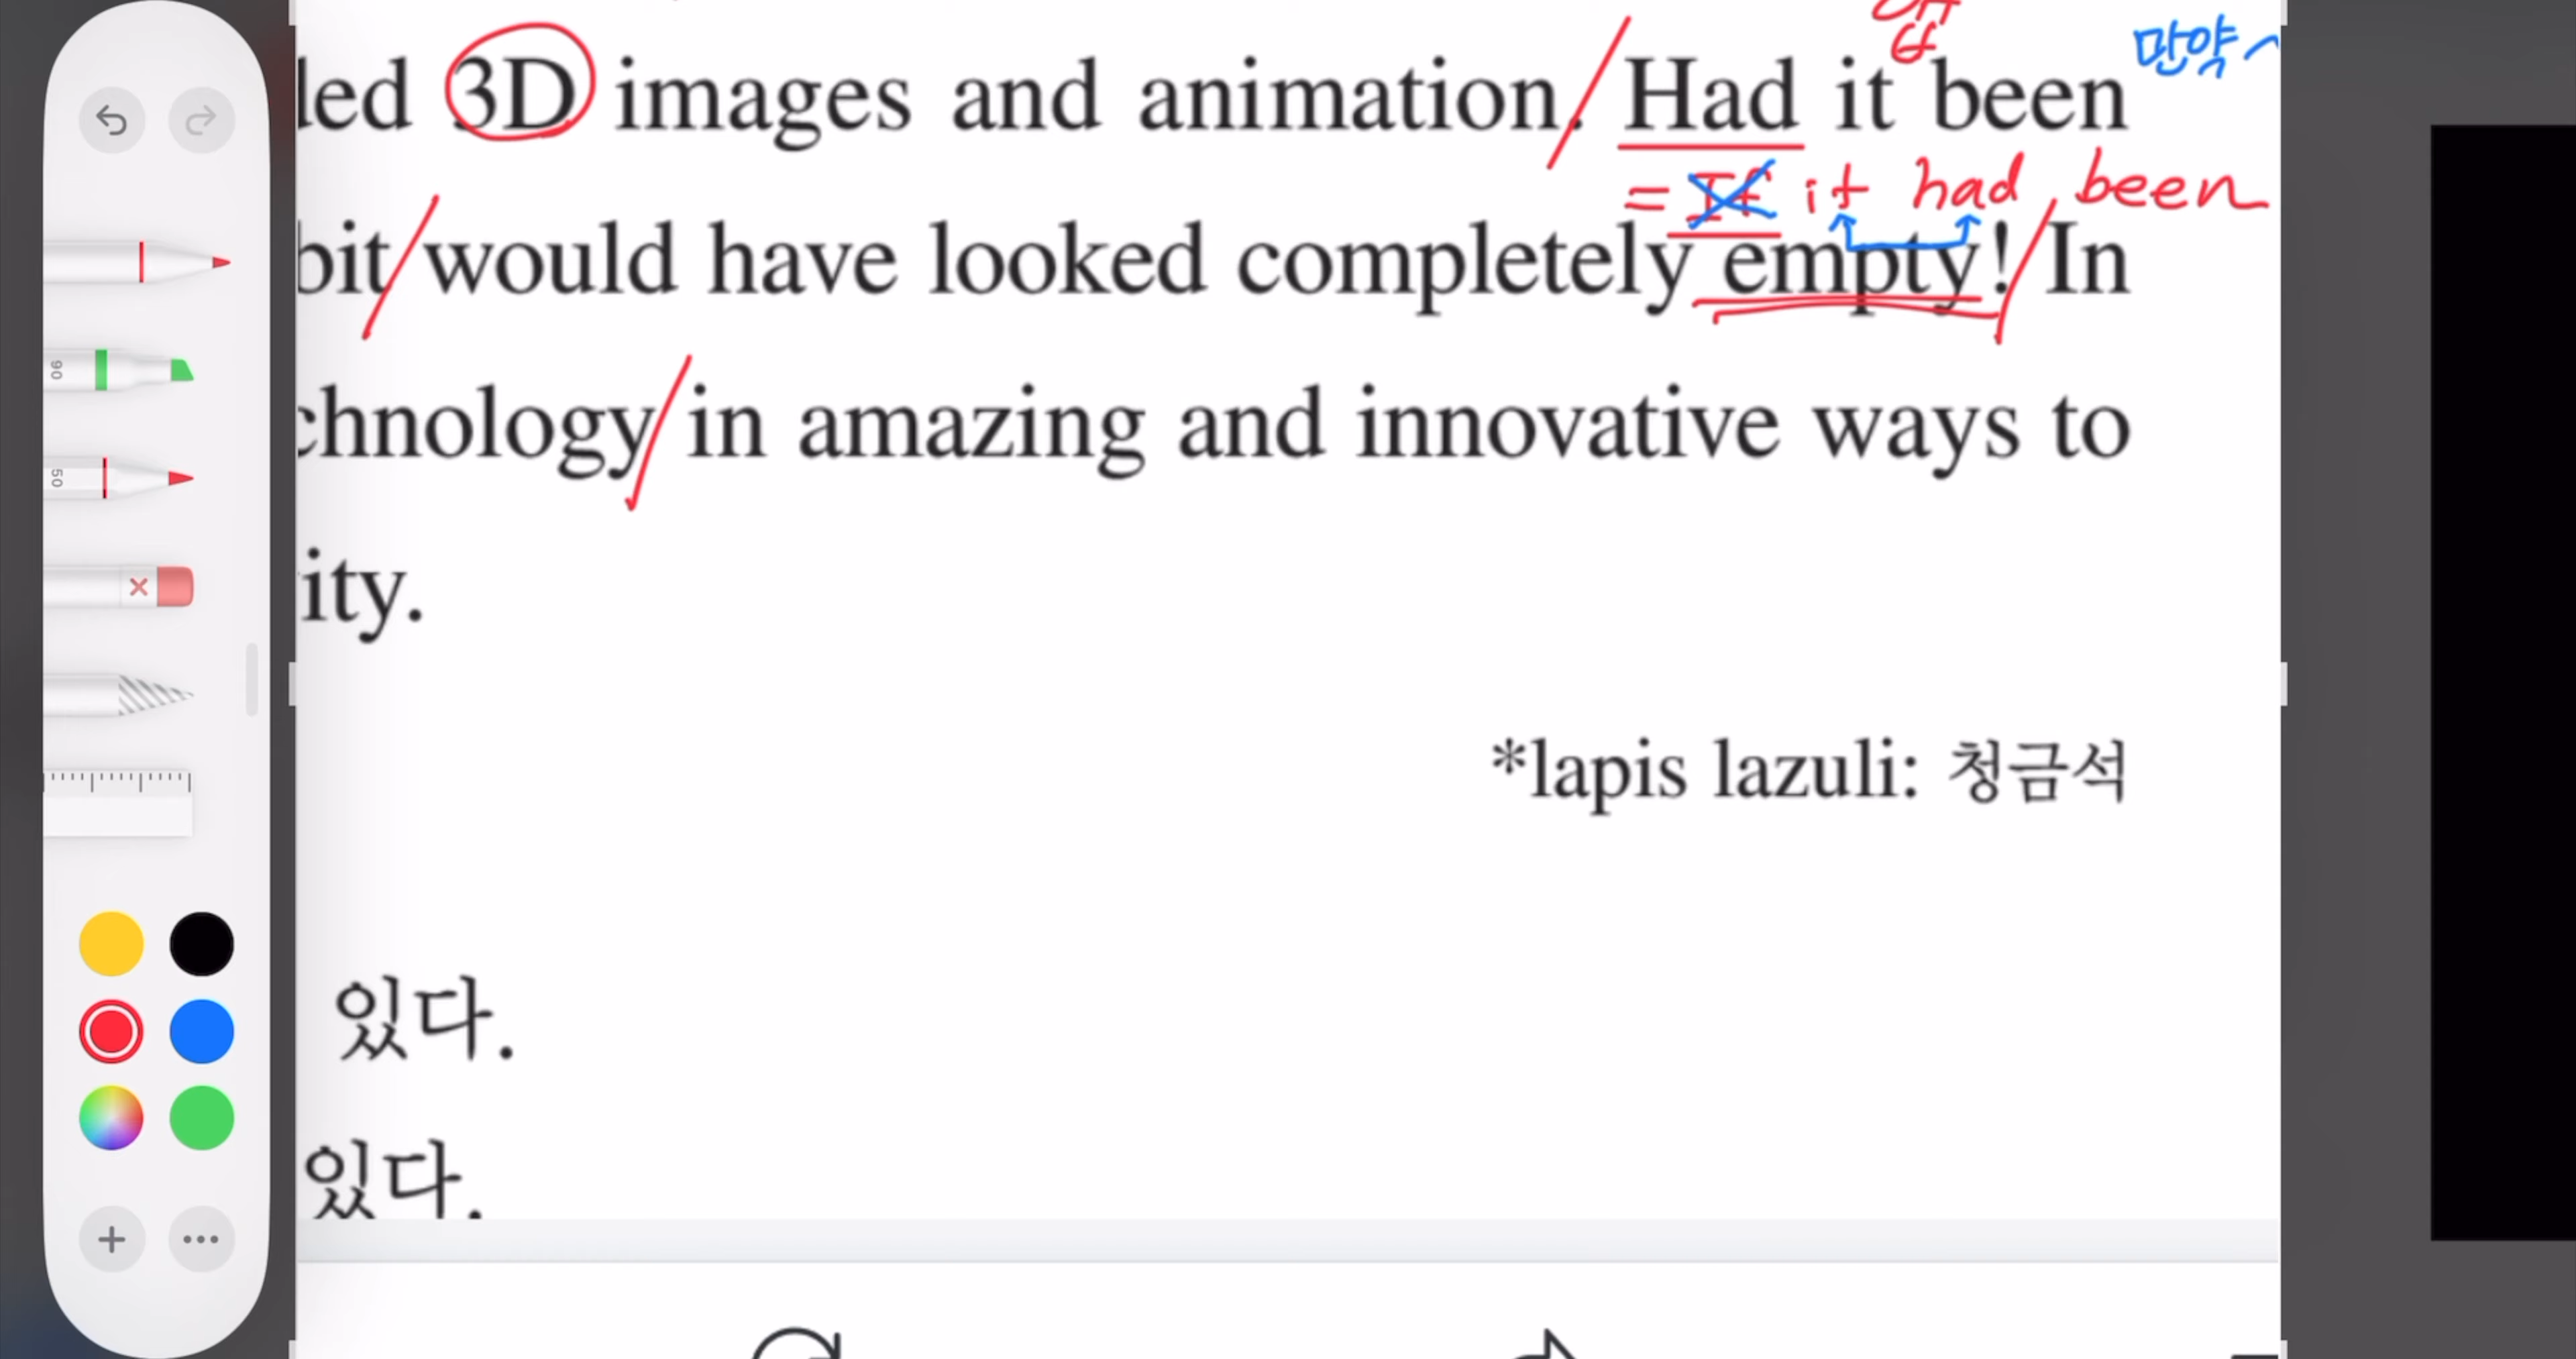 만약~
led 3D images and animation. Had it been
= If it had been
bit would have looked completely empty! In
chnology in amazing and innovative ways to
ity.
*lapis lazuli: 청금석
있다.
있다.
90
50